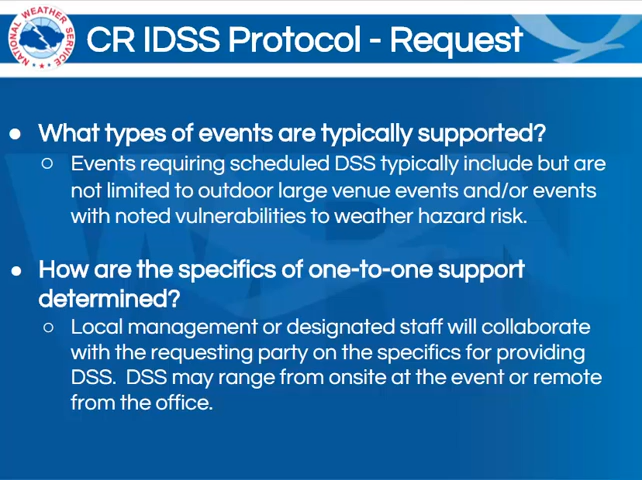 NATIONAL WEATHER SERVICE
CR IDSS Protocol - Request
● What types of events are typically supported?
○ Events requiring scheduled DSS typically include but are
not limited to outdoor large venue events and/or events
with noted vulnerabilities to weather hazard risk.
● How are the specifics of one-to-one support
determined?
○ Local management or designated staff will collaborate
with the requesting party on the specifics for providing
DSS. DSS may range from onsite at the event or remote
from the office.